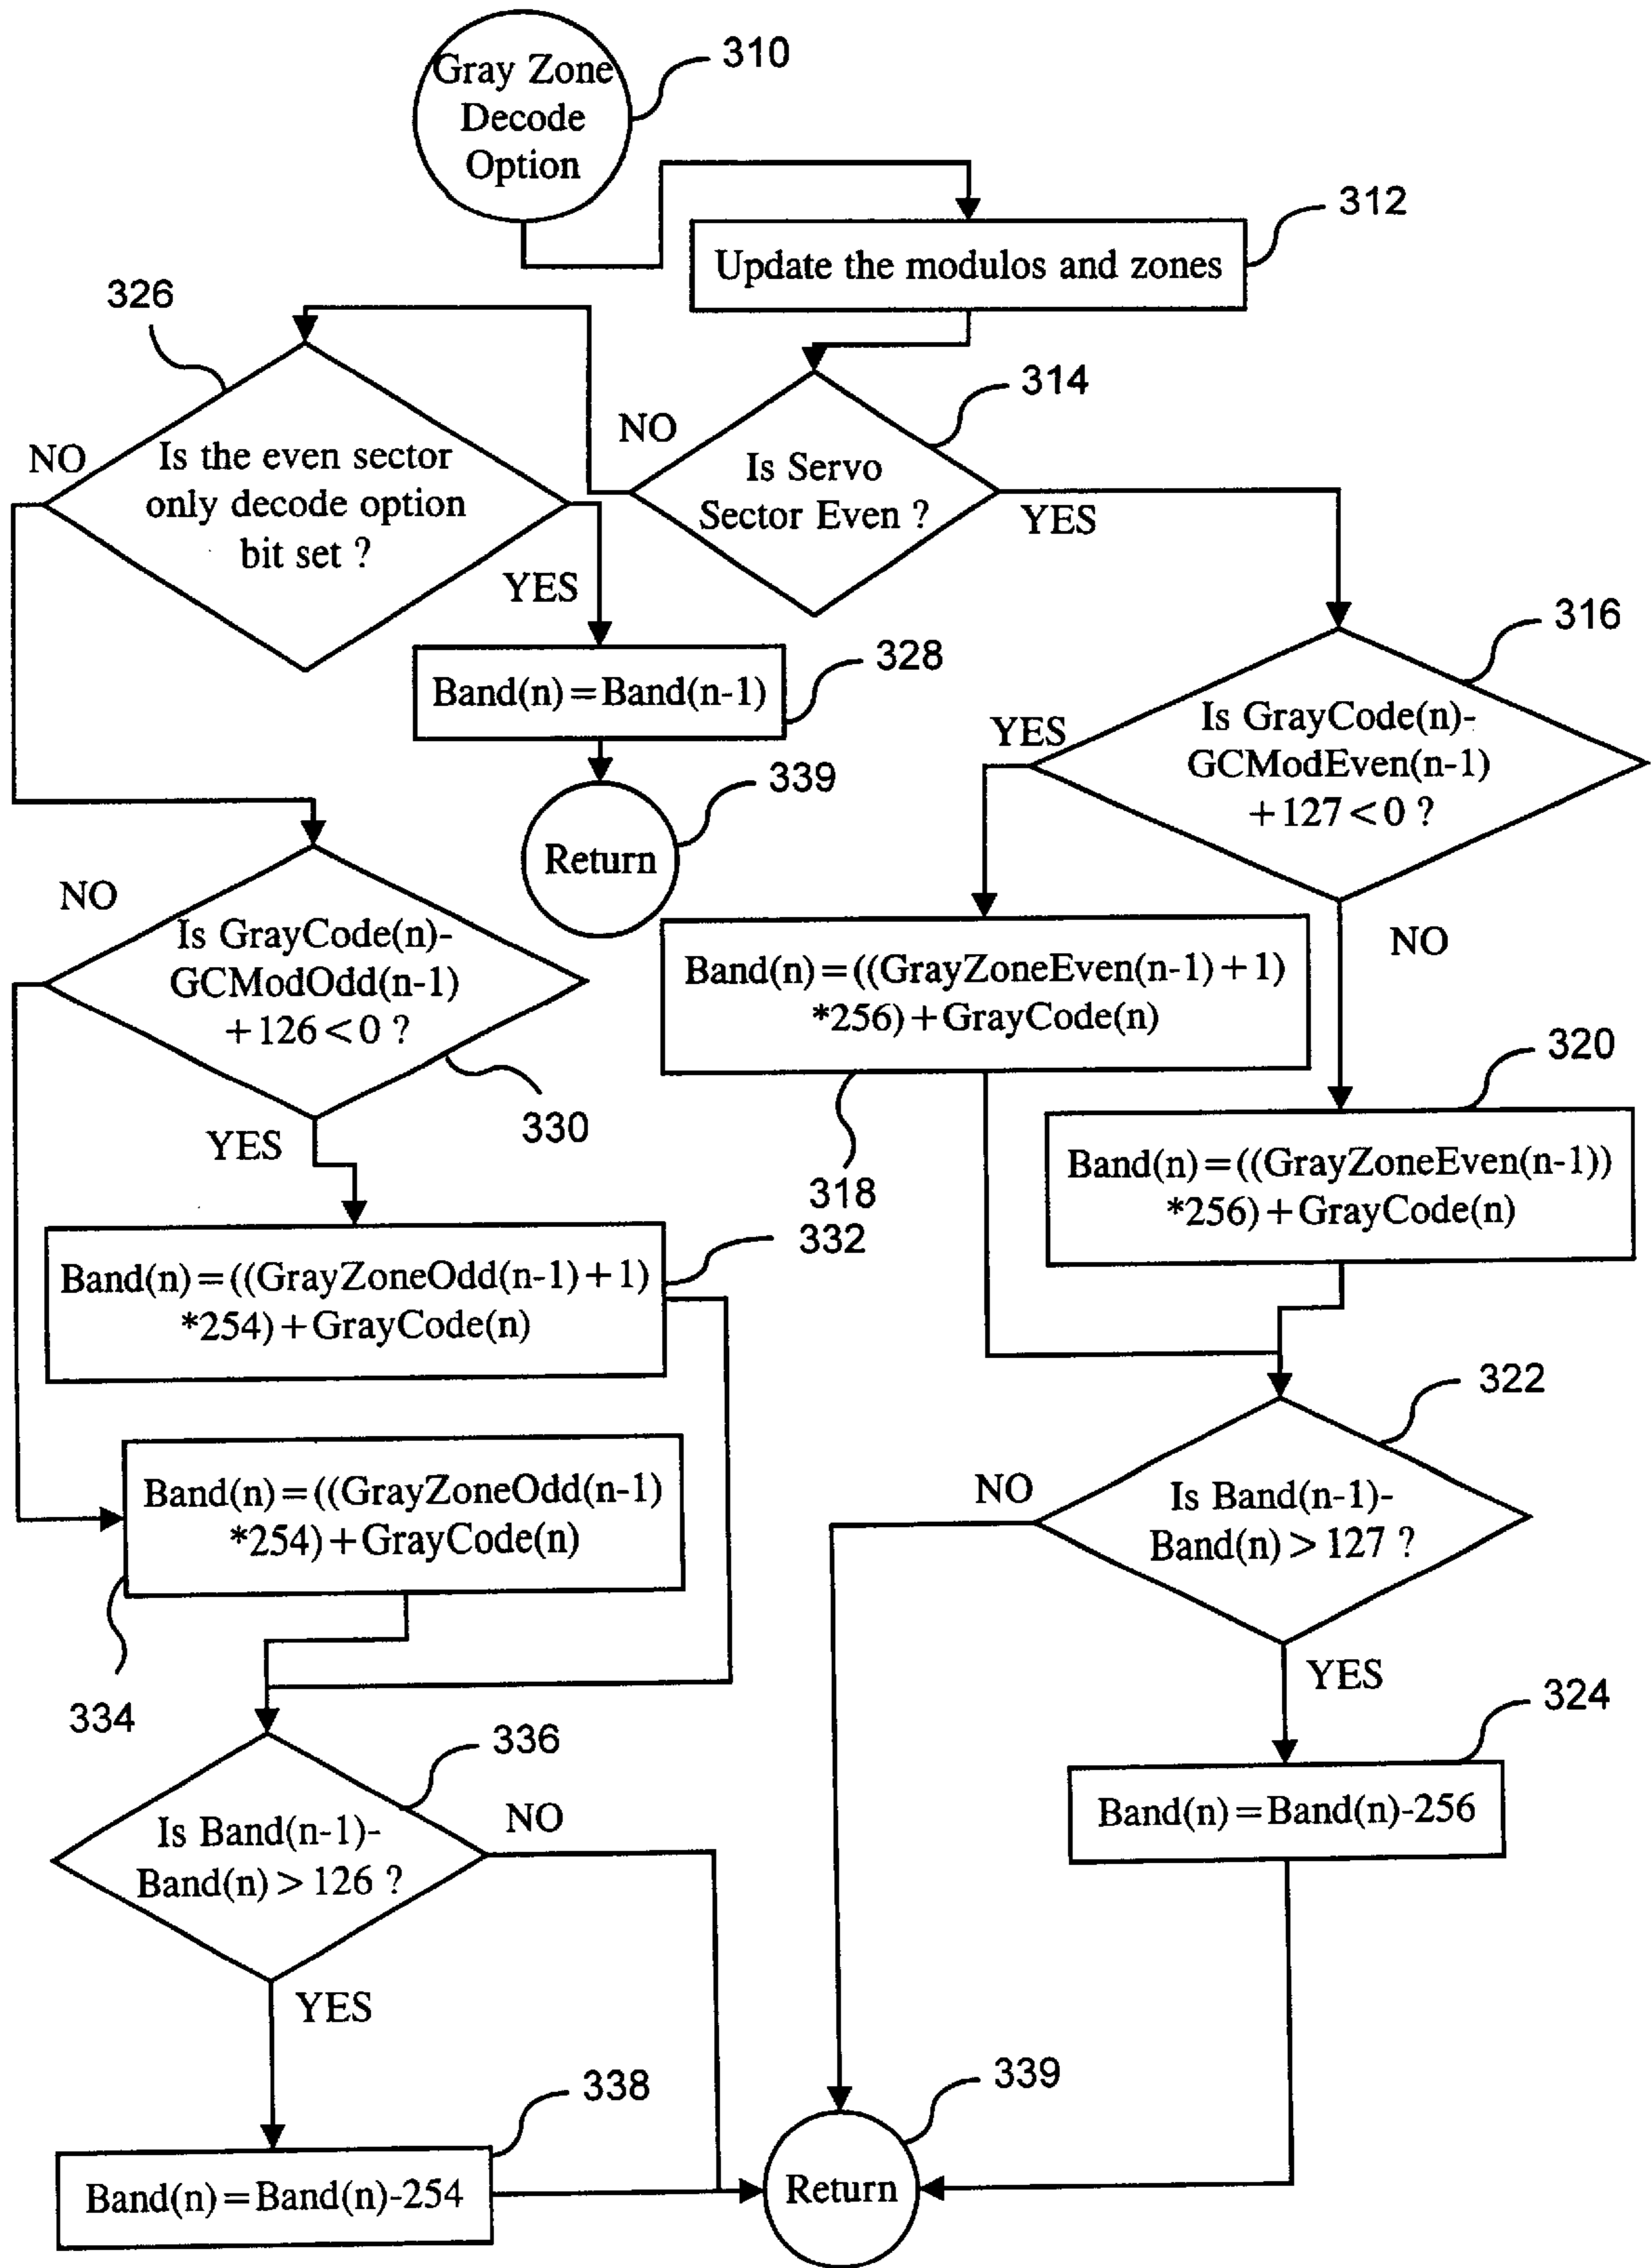 Gray Zone
Decode
Option
310
Update the modulos and zones
312
326
Is the even sector
only decode option
bit set ?
NO
YES
314
Is Servo
Sector Even ?
NO
YES
316
Is GrayCode(n)-
GCModEven(n-1)
+127<0 ?
YES
NO
Band(n)=Band(n-1)
328
Return
339
Is GrayCode(n)-
GCModOdd(n-1)
+126<0 ?
NO
YES
330
Band(n)=((GrayZoneEven(n-1)+1)
*256)+GrayCode(n)
318
Band(n)=((GrayZoneEven(n-1))
*256)+GrayCode(n)
320
Band(n)=((GrayZoneOdd(n-1)+1)
*254)+GrayCode(n)
332
Band(n)=((GrayZoneOdd(n-1)
*254)+GrayCode(n)
334
322
Is Band(n-1)-
Band(n)>127 ?
NO
YES
336
Is Band(n-1)-
Band(n)>126 ?
NO
YES
324
Band(n)=Band(n)-256
338
Band(n)=Band(n)-254
339
Return